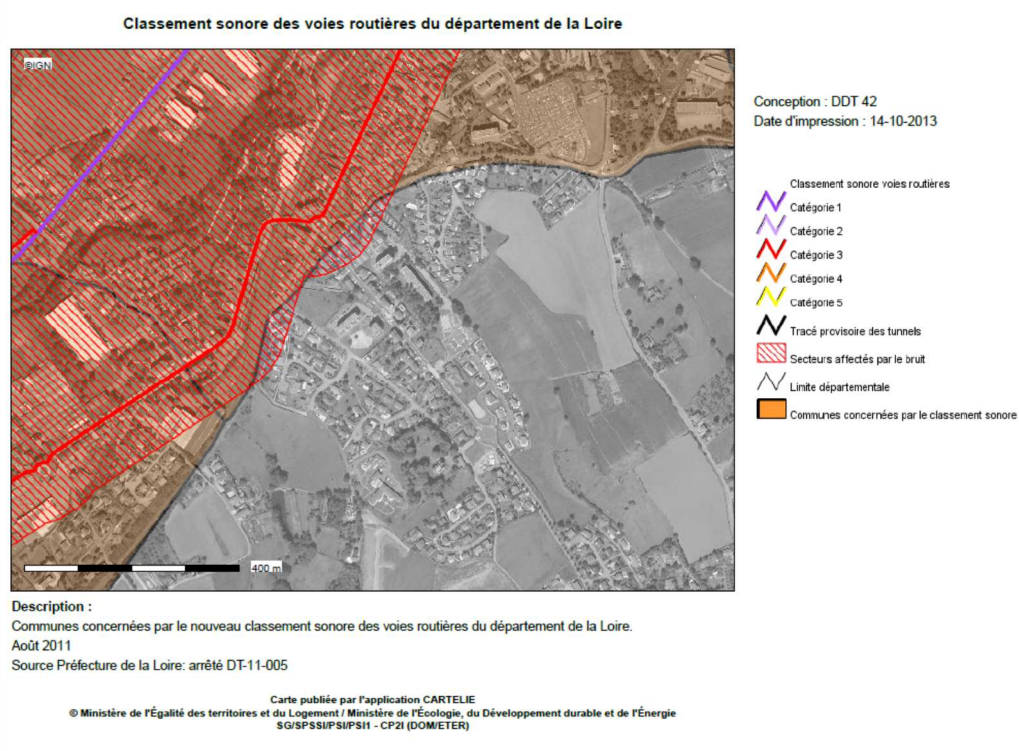 Classement sonore des voies routières du département de la Loire
©IGN
Conception : DDT 42
Date d'impression : 14-10-2013
Classement sonore voies routières
Catégorie 1
Catégorie 2
Catégorie 3
Catégorie 4
Catégorie 5
Tracé provisoire des tunnels
Secteurs affectés par le bruit
Limite départementale
Communes concernées par le classement sonore
400 m
Description :
Communes concernées par le nouveau classement sonore des voies routières du département de la Loire.
Août 2011
Source Préfecture de la Loire: arrêté DT-11-005
Carte publiée par l'application CARTELIE
© Ministère de l'Égalité des territoires et du Logement / Ministère de l'Écologie, du Développement durable et de l'Énergie
SG/SPSSI/PSI/PSI1 - CP2I (DOM/ETER)